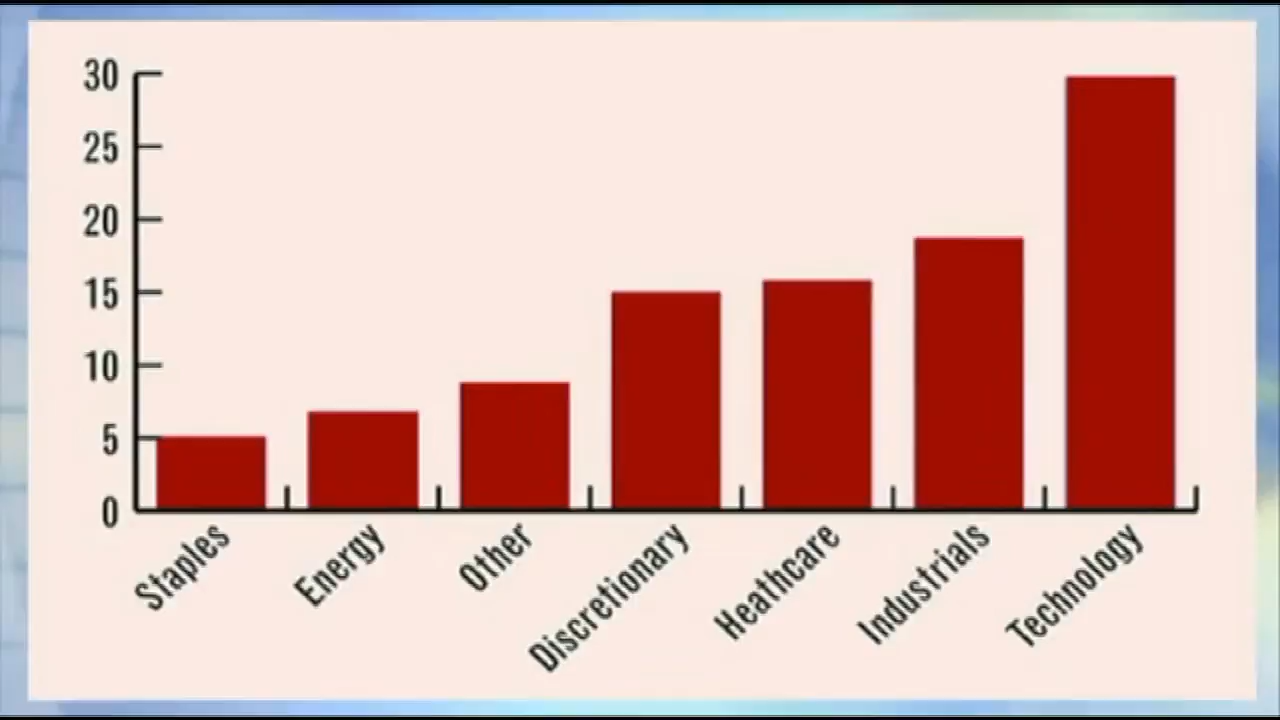 30
25
20
15
10
5
0
Staples
Energy
Other
Discretionary
Heathcare
Industrials
Technology